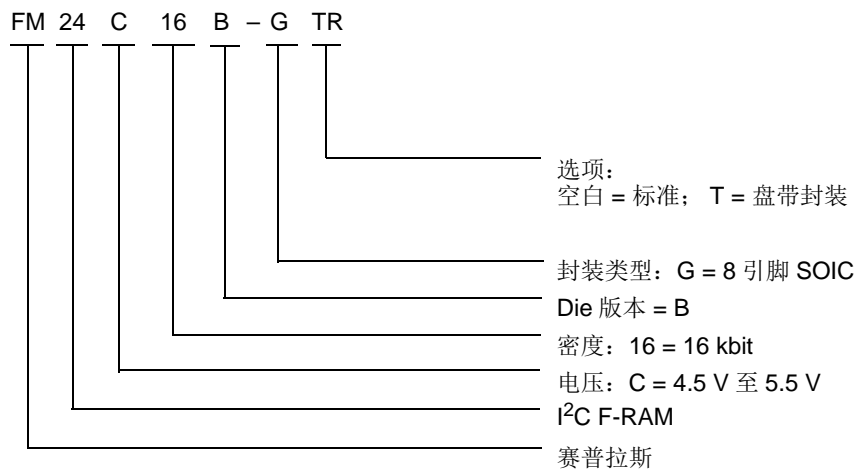 FM 24 C 16 B – G TR
选项：
空白 = 标准； T = 盘带封装
封装类型：G = 8 引脚 SOIC
Die 版本 = B
密度：16 = 16 kbit
电压：C = 4.5 V 至 5.5 V
I²C F-RAM
赛普拉斯